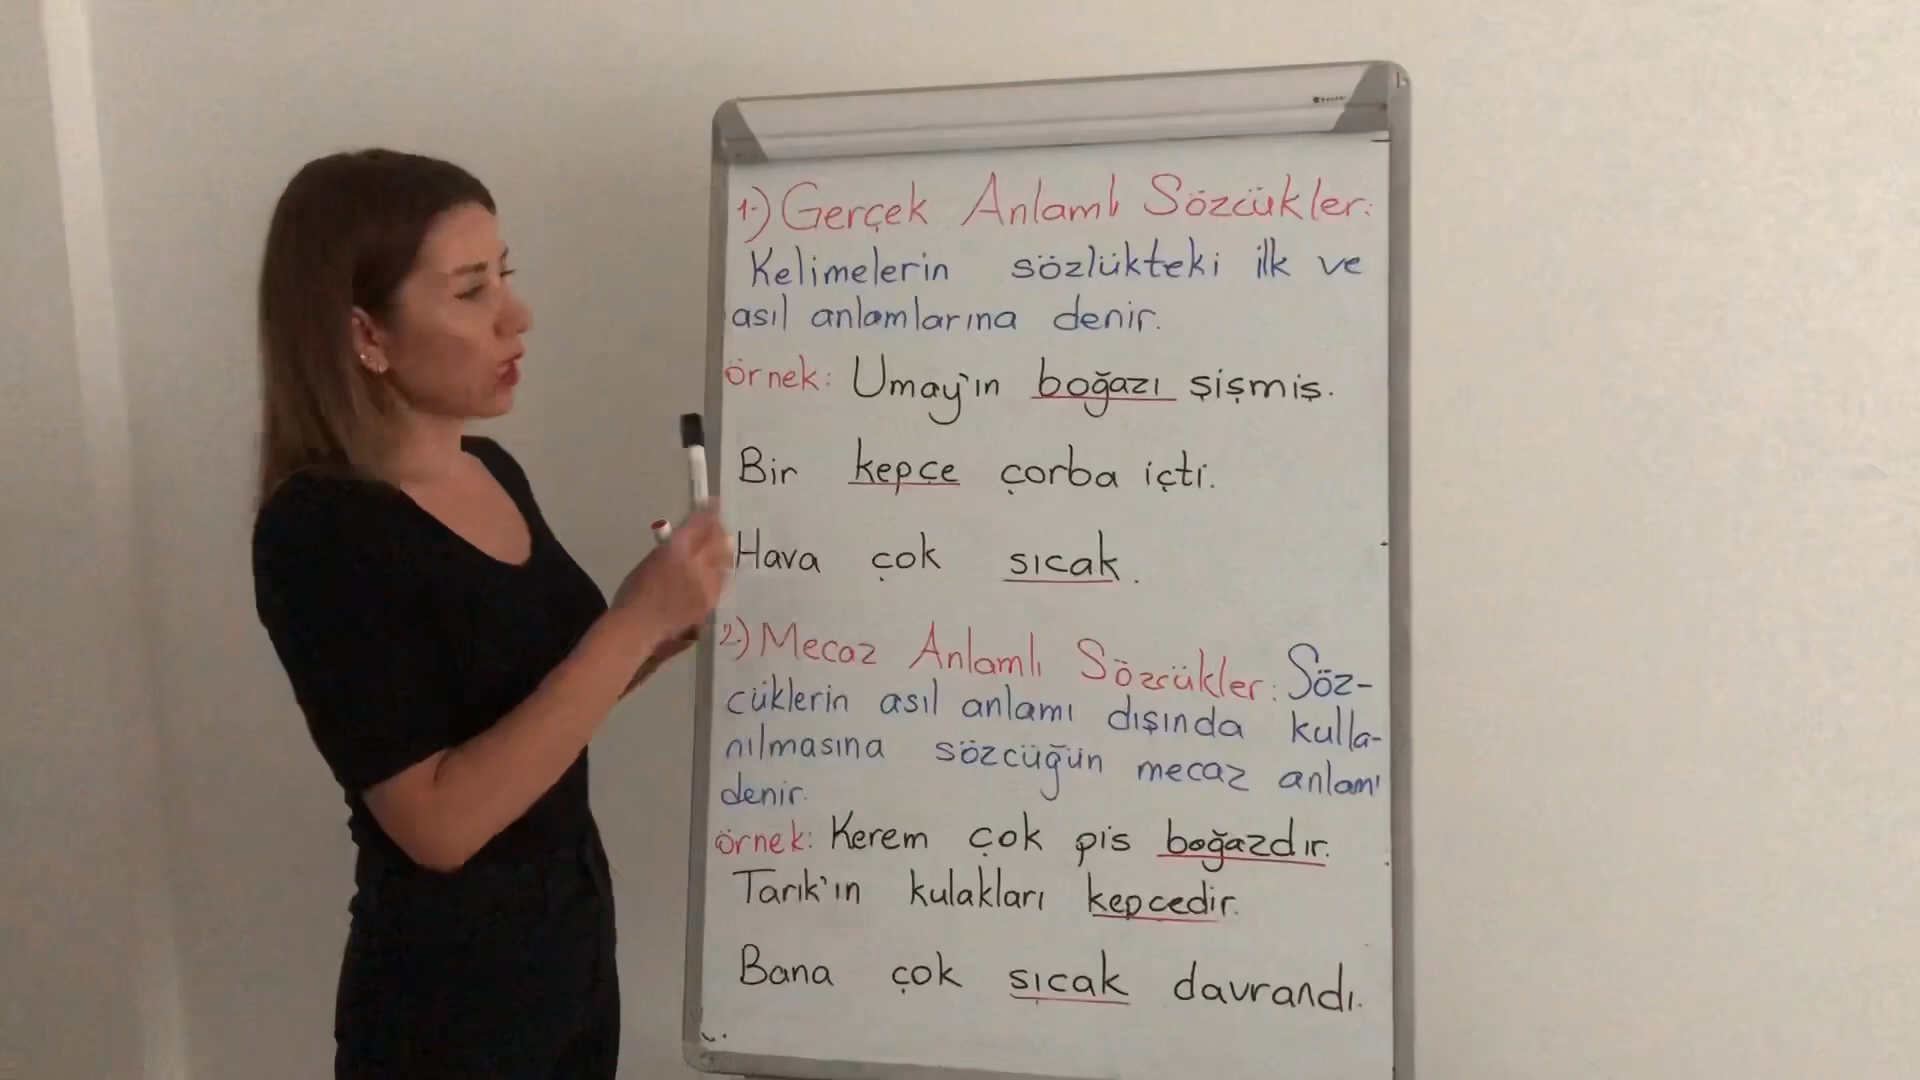 1-) Gerçek Anlamlı Sözcükler:
Kelimelerin sözlükteki ilk ve
asıl anlamlarına denir.
örnek: Umay'ın boğazı şişmiş.
Bir kepçe çorba içti.
Hava çok sıcak.
2-) Mecaz Anlamlı Sözcükler: Söz-
cüklerin asıl anlamı dışında kulla-
nılmasına sözcüğün mecaz anlamı
denir.
örnek: Kerem çok pis boğazdır.
Tarık'ın kulakları kepçedir.
Bana çok sıcak davrandı.